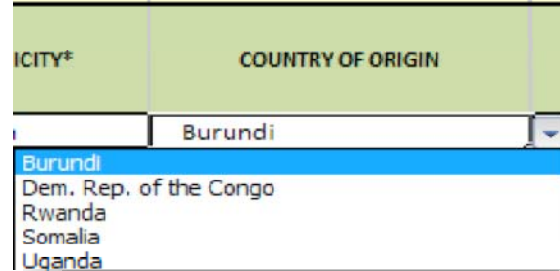 ICITY* COUNTRY OF ORIGIN
Burundi
Burundi
Dem. Rep. of the Congo
Rwanda
Somalia
Uganda